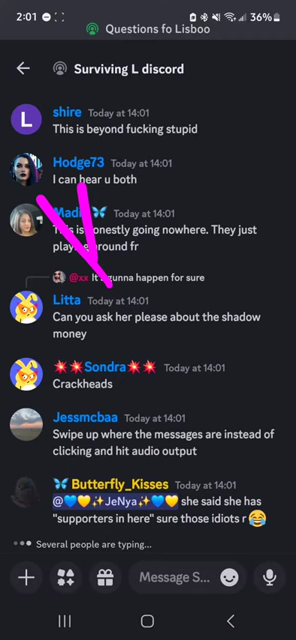 2:01
36%
Questions fo Lisboo
Surviving L discord
L
shire Today at 14:01
This is beyond fucking stupid
Hodge73 Today at 14:01
I can hear u both
Today at 14:01
This is honestly going nowhere. They just
around fr
@xx gunna happen for sure
Litta Today at 14:01
Can you ask her please about the shadow
money
💥💥Sondra💥💥 Today at 14:01
Crackheads
Jessmcbaa Today at 14:01
Swipe up where the messages are instead of
clicking and hit audio output
🦋 Butterfly_Kisses Today at 14:01
@💙💛✨JeNya✨💙💛 she said she has
"supporters in here" sure those idiots r 😂
Several people are typing...
Message S...